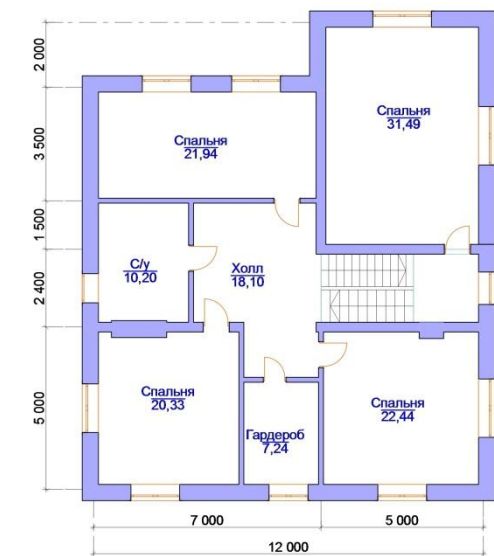 2 000
3 500
1 500
2 400
5 000
Спальня
31,49
Спальня
21,94
С/у
10,20
Холл
18,10
Спальня
20,33
Гардероб
7,24
Спальня
22,44
7 000
5 000
12 000